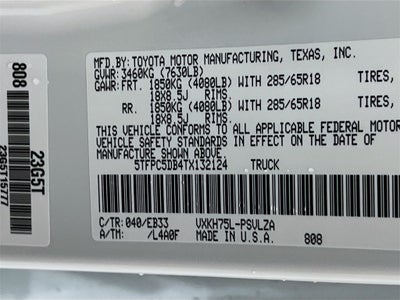 MFD.BY:TOYOTA MOTOR MANUFACTURING, TEXAS, INC.
GVWR: 3460KG (7630LB)
GAWR: FRT. 1850KG (4080LB) WITH 285/65R18 TIRES,
18X8.5J RIMS.
RR. 1850KG (4080LB) WITH 285/65R18 TIRES,
18X8.5J RIMS.
THIS VEHICLE CONFORMS TO ALL APPLICABLE FEDERAL MOTOR
VEHICLE SAFETY STANDARDS IN EFFECT ON THE DATE OF
MANUFACTURE SHOWN ABOVE.
5TFPC5DB4TX132124 TRUCK
C/TR: 040/EB33 VXKH75L-PSVLZA
A/TM: /L4A0F MADE IN U.S.A. 808
808
23G5T